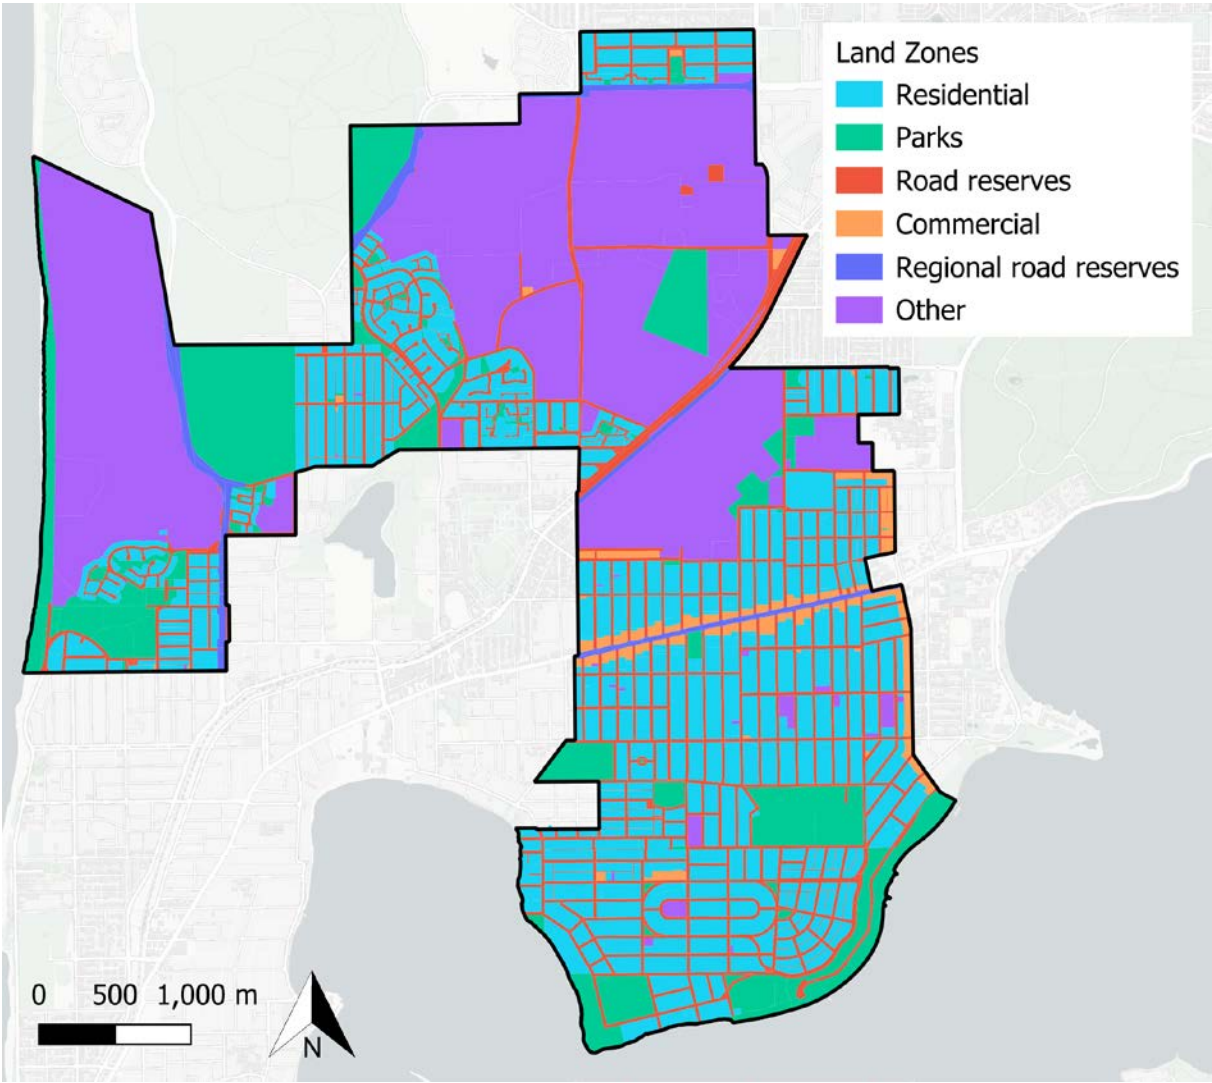 Land Zones
Residential
Parks
Road reserves
Commercial
Regional road reserves
Other
0 500 1,000 m
N